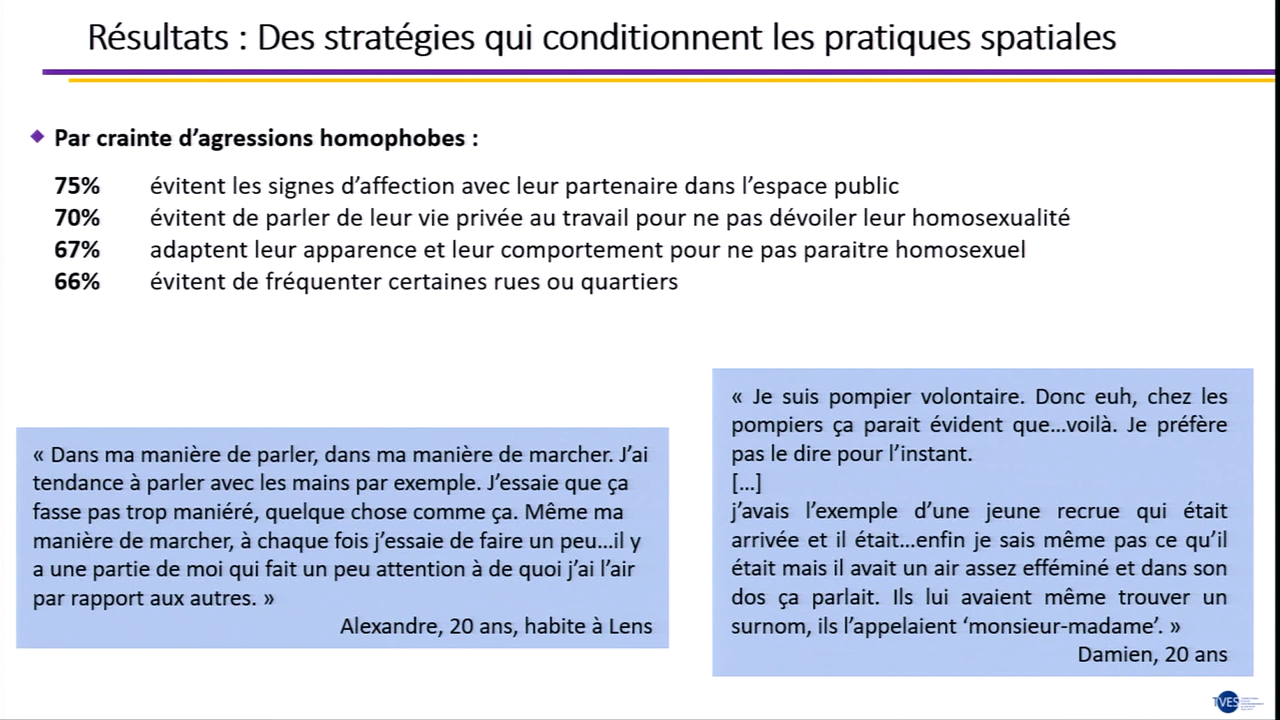 Résultats : Des stratégies qui conditionnent les pratiques spatiales
Par crainte d’agressions homophobes :
75% évitent les signes d’affection avec leur partenaire dans l’espace public
70% évitent de parler de leur vie privée au travail pour ne pas dévoiler leur homosexualité
67% adaptent leur apparence et leur comportement pour ne pas paraitre homosexuel
66% évitent de fréquenter certaines rues ou quartiers
« Dans ma manière de parler, dans ma manière de marcher. J’ai
tendance à parler avec les mains par exemple. J’essaie que ça
fasse pas trop maniéré, quelque chose comme ça. Même ma
manière de marcher, à chaque fois j’essaie de faire un peu…il y
a une partie de moi qui fait un peu attention à de quoi j’ai l’air
par rapport aux autres. »
Alexandre, 20 ans, habite à Lens
« Je suis pompier volontaire. Donc euh, chez les
pompiers ça parait évident que…voilà. Je préfère
pas le dire pour l’instant.
[…]
j’avais l’exemple d’une jeune recrue qui était
arrivée et il était…enfin je sais même pas ce qu’il
était mais il avait un air assez efféminé et dans son
dos ça parlait. Ils lui avaient même trouver un
surnom, ils l’appelaient ‘monsieur-madame’. »
Damien, 20 ans
TVES